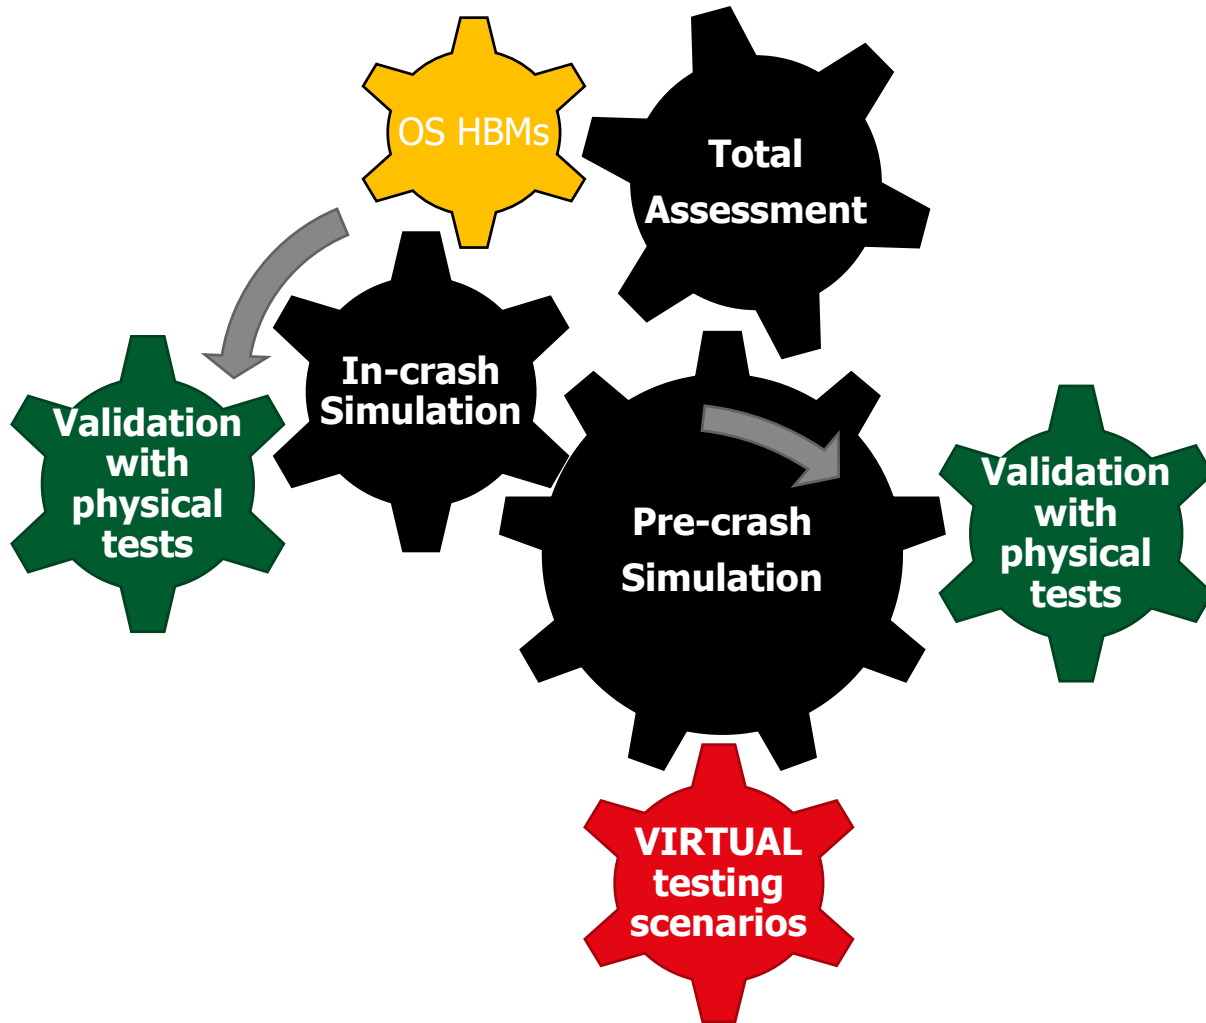 OS HBMs
Total
Assessment
In-crash
Simulation
Validation
with
physical
tests
Pre-crash
Simulation
Validation
with
physical
tests
VIRTUAL
testing
scenarios